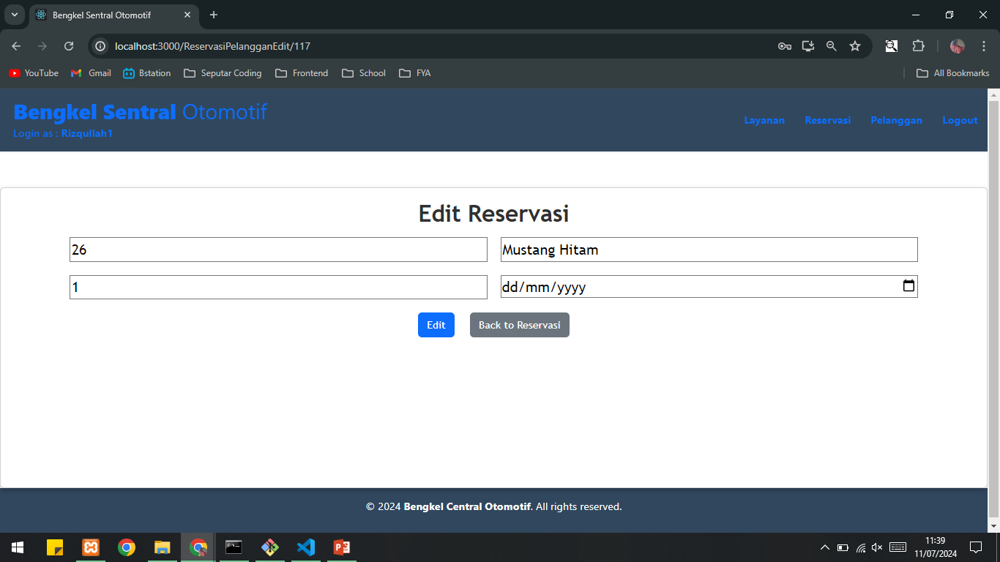 Bengkel Sentral Otomotif
localhost:3000/ReservasiPelangganEdit/117
YouTube Gmail Bstation Seputar Coding Frontend School FYA All Bookmarks
Bengkel Sentral Otomotif
Login as : Rizqullah1
Layanan Reservasi Pelanggan Logout
Edit Reservasi
26 Mustang Hitam
1 dd/mm/yyyy
Edit Back to Reservasi
© 2024 Bengkel Central Otomotif. All rights reserved.
11:39
11/07/2024